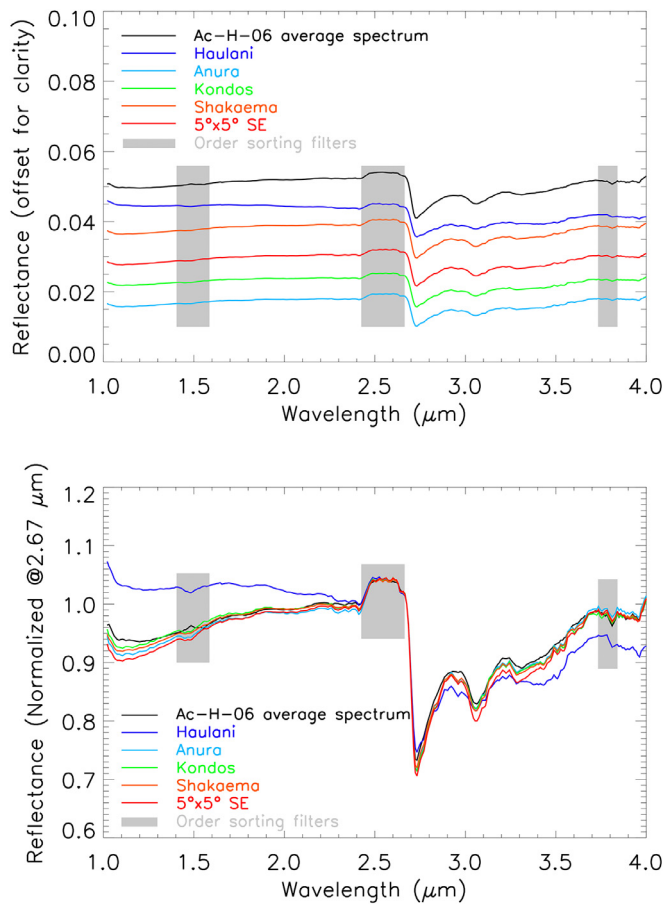 0.10
0.08
0.06
0.04
0.02
0.00
Reflectance (offset for clarity)
Ac-H-06 average spectrum
Haulani
Anura
Kondos
Shakaema
5°x5° SE
Order sorting filters
1.0 1.5 2.0 2.5 3.0 3.5 4.0
Wavelength (μm)
1.2
1.1
1.0
0.9
0.8
0.7
0.6
Reflectance (Normalized @2.67 μm)
Ac-H-06 average spectrum
Haulani
Anura
Kondos
Shakaema
5°x5° SE
Order sorting filters
1.0 1.5 2.0 2.5 3.0 3.5 4.0
Wavelength (μm)